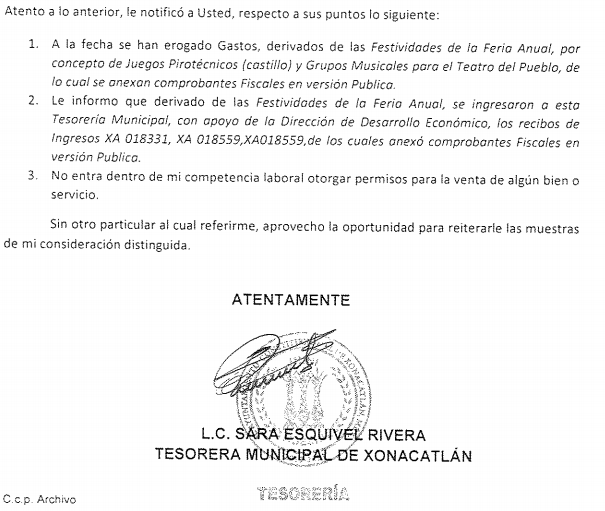 Atento a lo anterior, le notificó a Usted, respecto a sus puntos lo siguiente:
1. A la fecha se han erogado Gastos, derivados de las Festividades de la Feria Anual, por
concepto de Juegos Pirotécnicos (castillo) y Grupos Musicales para el Teatro del Pueblo, de
lo cual se anexan comprobantes Fiscales en versión Publica.
2. Le informo que derivado de las Festividades de la Feria Anual, se ingresaron a esta
Tesorería Municipal, con apoyo de la Dirección de Desarrollo Económico, los recibos de
Ingresos XA 018331, XA 018559,XA018559,de los cuales anexó comprobantes Fiscales en
versión Publica.
3. No entra dentro de mi competencia laboral otorgar permisos para la venta de algún bien o
servicio.
Sin otro particular al cual referirme, aprovecho la oportunidad para reiterarle las muestras
de mi consideración distinguida.
ATENTAMENTE
XONACATLÁN
L.C. SARA ESQUIVEL RIVERA
TESORERA MUNICIPAL DE XONACATLÁN
TESORERÍA
C.c.p. Archivo